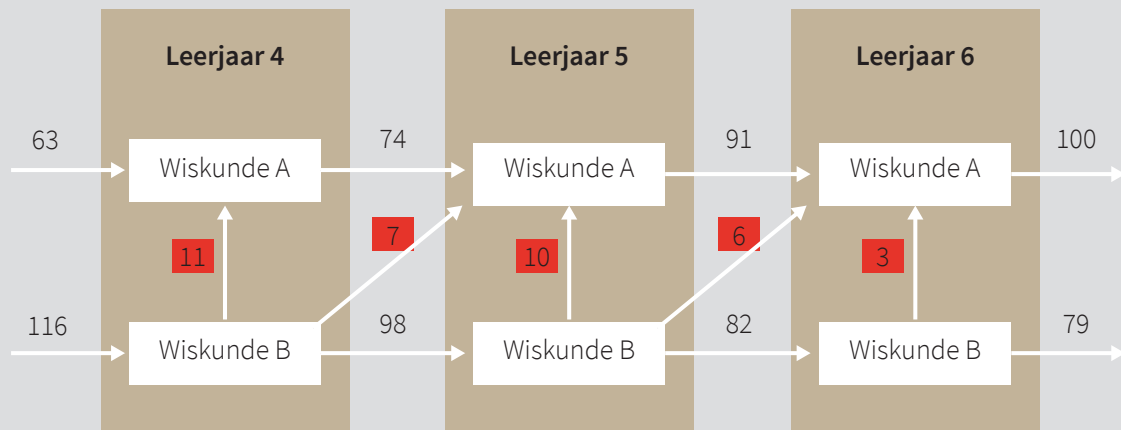 Leerjaar 4
Leerjaar 5
Leerjaar 6
63
Wiskunde A
74
Wiskunde A
91
Wiskunde A
100
11
7
10
6
3
116
Wiskunde B
98
Wiskunde B
82
Wiskunde B
79